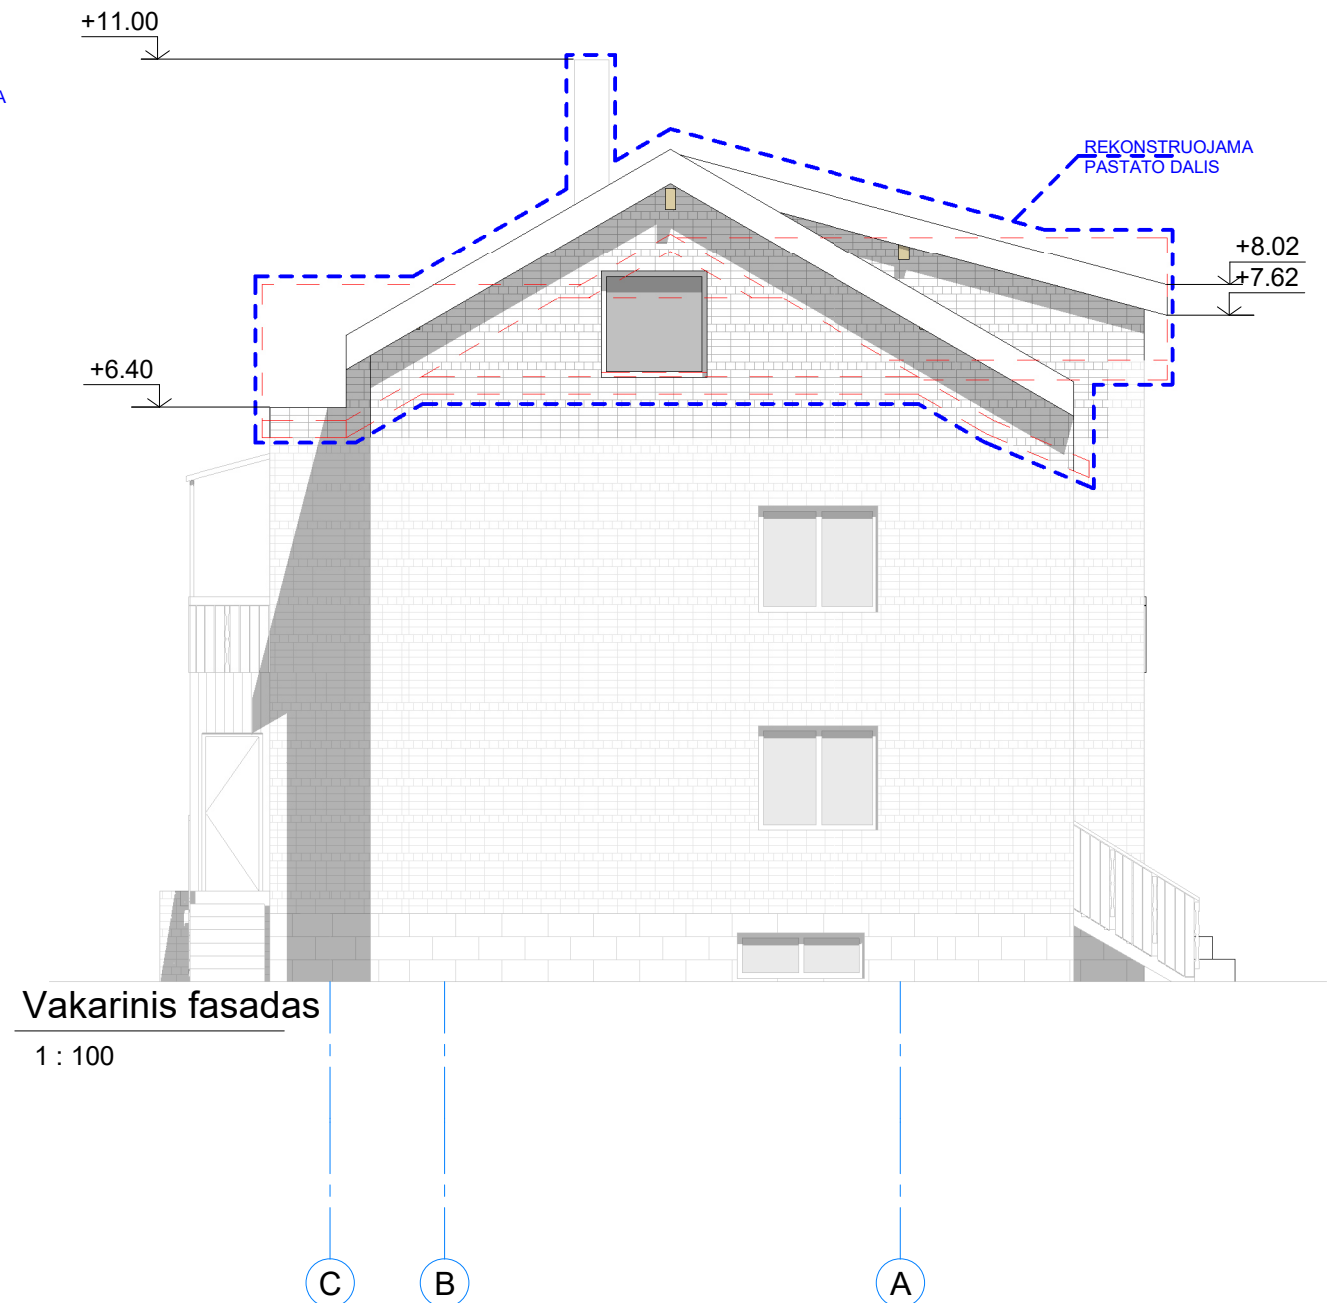 +11.00
A
REKONSTRUOJAMA
PASTATO DALIS
+8.02
+7.62
+6.40
Vakarinis fasadas
1 : 100
C
B
A